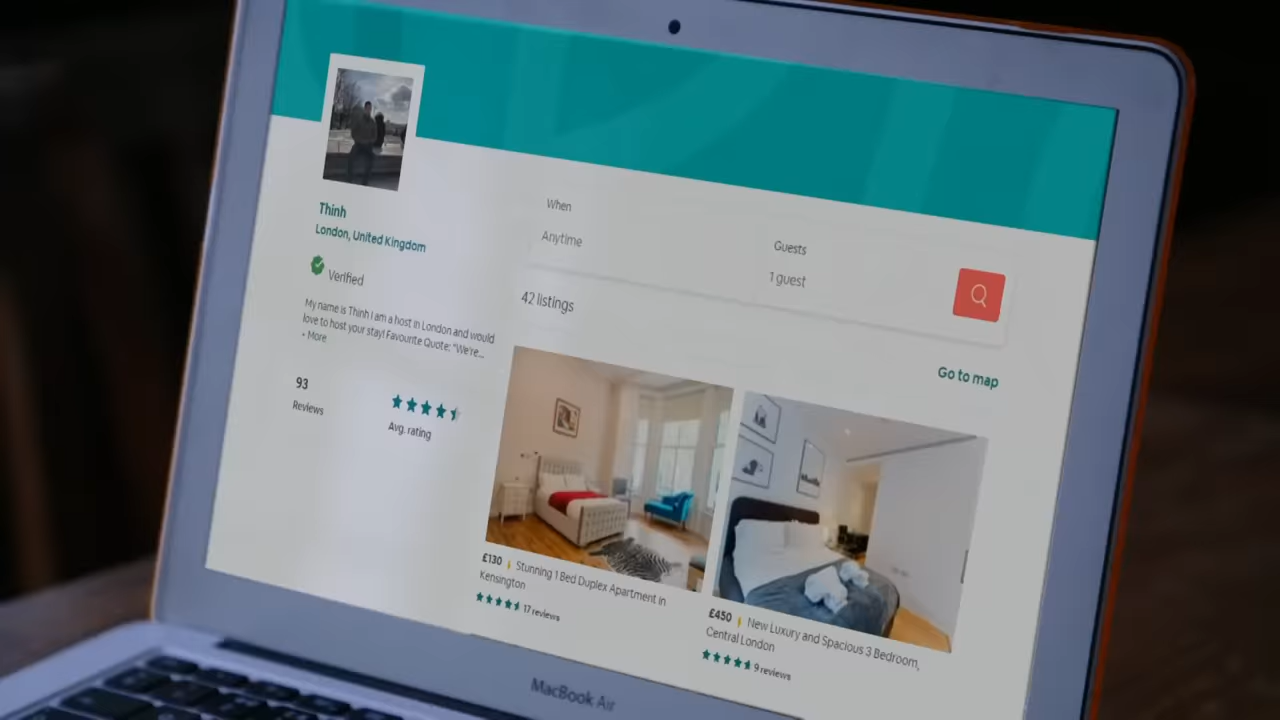 Thinh
London, United Kingdom
Verified
My name is Thinh I am a host in London and would
love to host your stay! Favourite Quote: "We're...
• More
93
Reviews
Avg. rating
When
Anytime
Guests
1 guest
42 listings
Go to map
£130 Stunning 1 Bed Duplex Apartment in
Kensington
17 reviews
£450 New Luxury and Spacious 3 Bedroom,
Central London
9 reviews
MacBook Air